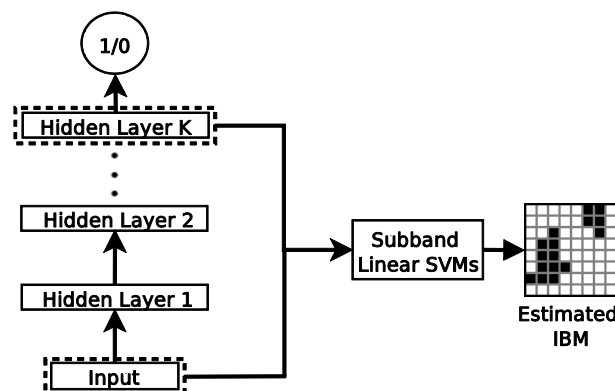 1/0
Hidden Layer K
Hidden Layer 2
Hidden Layer 1
Input
Subband
Linear SVMs
Estimated
IBM